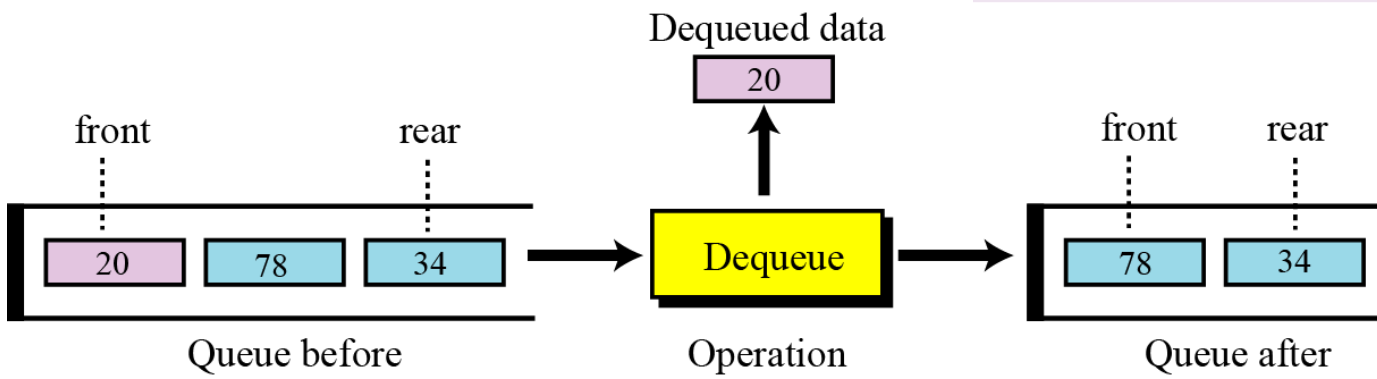 Dequeued data
20
front rear front rear
20 78 34 Dequeue 78 34
Queue before Operation Queue after